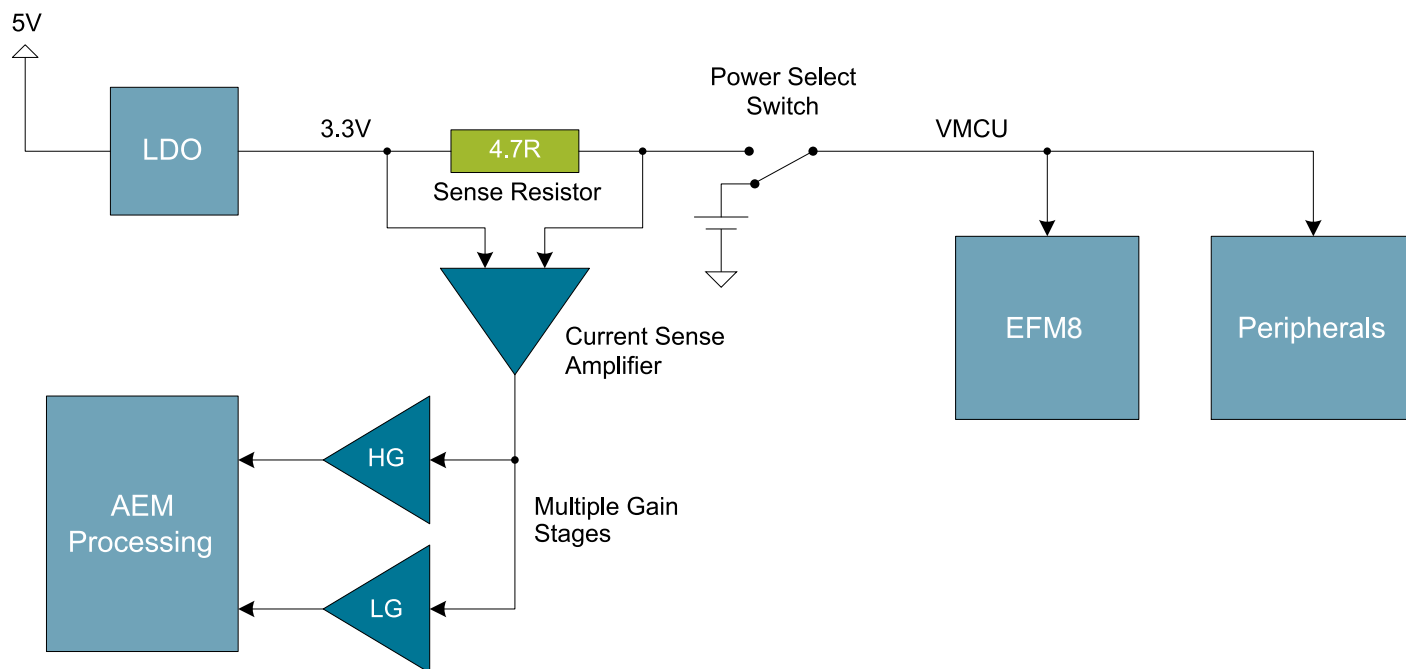 5V
LDO
3.3V
4.7R
Sense Resistor
Power Select
Switch
VMCU
EFM8
Peripherals
Current Sense
Amplifier
HG
LG
Multiple Gain
Stages
AEM
Processing